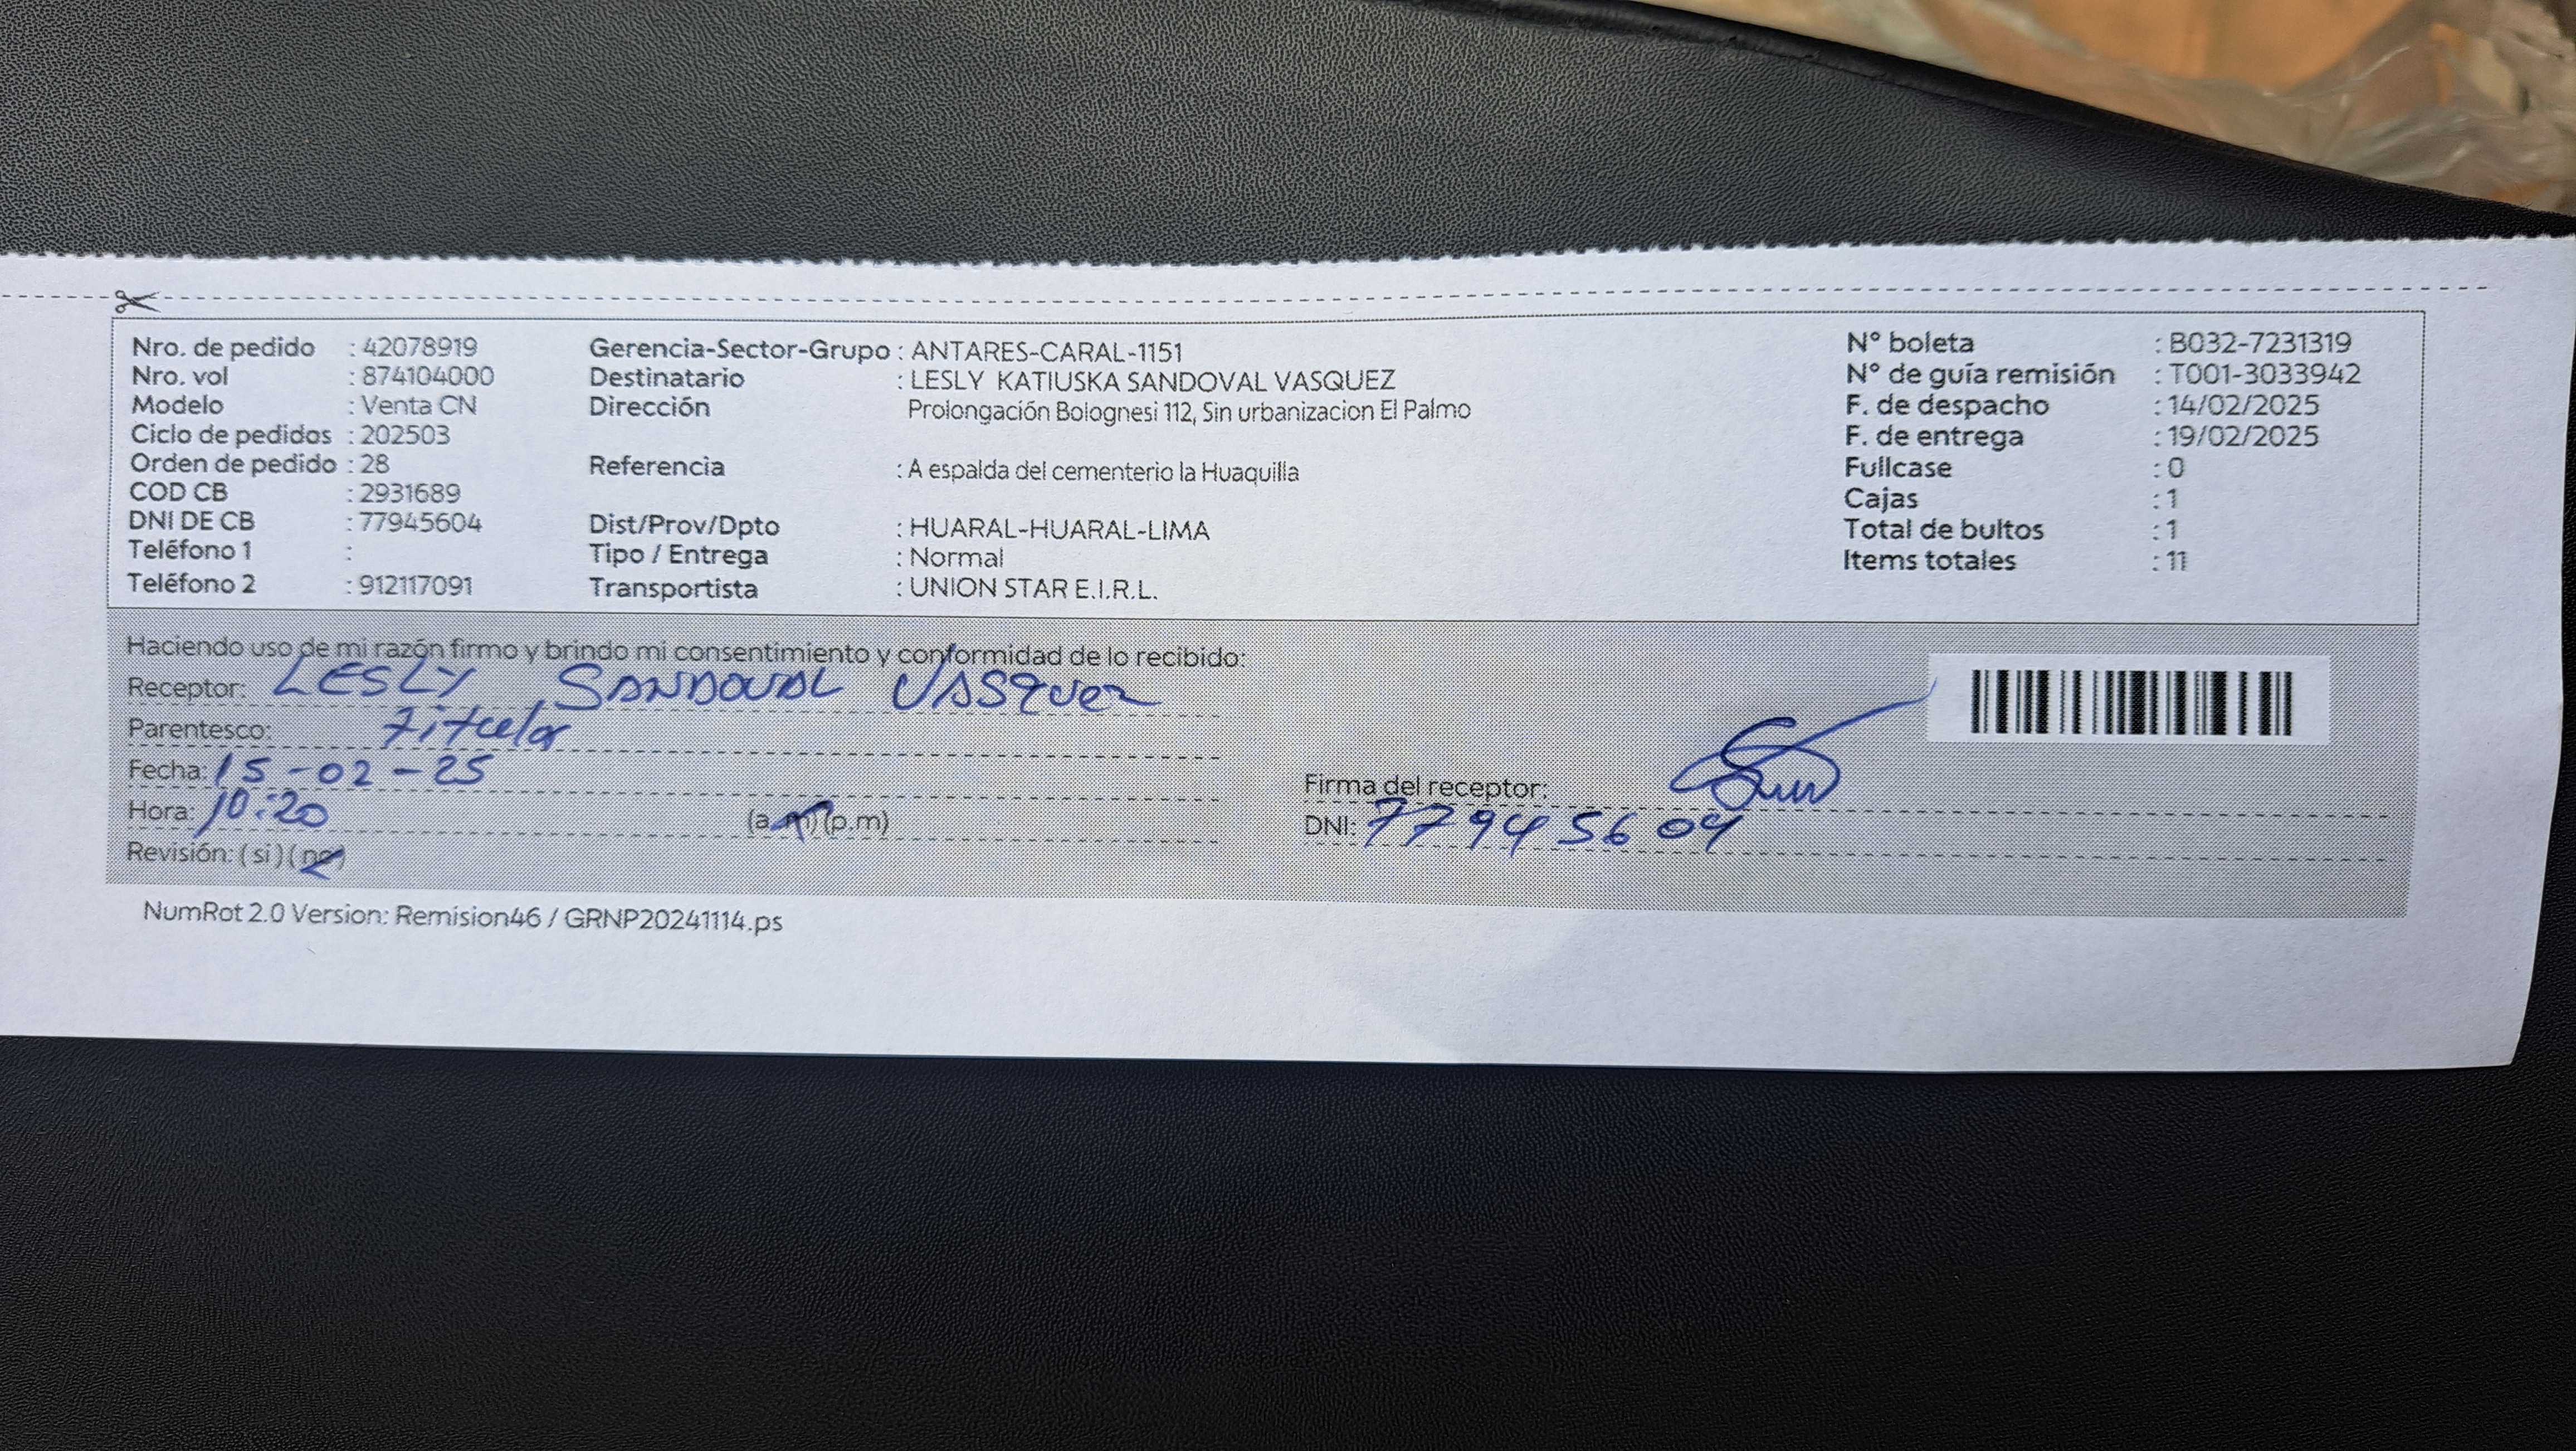 Nro. de pedido : 42078919
Nro. vol : 874104000
Modelo : Venta CN
Ciclo de pedidos : 202503
Orden de pedido : 28
COD CB : 2931689
DNI DE CB : 77945604
Teléfono 1 :
Teléfono 2 : 912117091
Gerencia-Sector-Grupo : ANTARES-CARAL-1151
Destinatario : LESLY KATIUSKA SANDOVAL VASQUEZ
Dirección Prolongación Bolognesi 112, Sin urbanizacion El Palmo
Referencia : A espalda del cementerio la Huaquilla
Dist/Prov/Dpto : HUARAL-HUARAL-LIMA
Tipo / Entrega : Normal
Transportista : UNION STAR E.I.R.L.
N° boleta : B032-7231319
N° de guía remisión : T001-3033942
F. de despacho : 14/02/2025
F. de entrega : 19/02/2025
Fullcase : 0
Cajas : 1
Total de bultos : 1
Items totales : 11
Haciendo uso de mi razón firmo y brindo mi consentimiento y conformidad de lo recibido:
Receptor: LESLY SANDOVAL VASQUEZ
Parentesco: Titular
Fecha: 15-02-25
Hora: 10:20 (a.m) (p.m)
Revisión: (si) (no)
Firma del receptor:
DNI: 77945604
NumRot 2.0 Version: Remision46 / GRNP20241114.ps